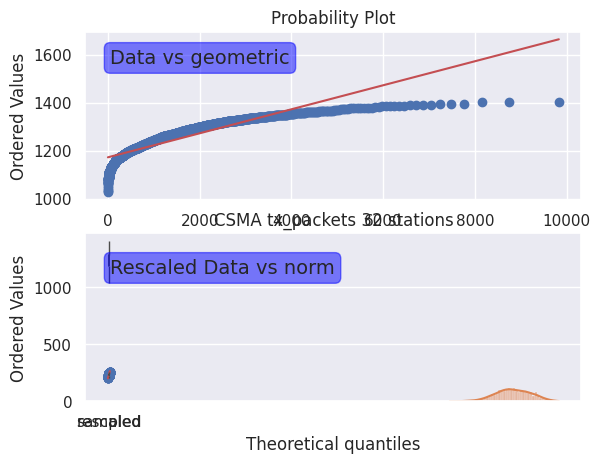 Probability Plot
1600
Data vs geometric
1400
1200
1000
Ordered Values
0 2000 4000 6000 8000 10000
CSMA tx_packets 30 stations
Rescaled Data vs norm
1000
500
0
Ordered Values
Theoretical quantiles